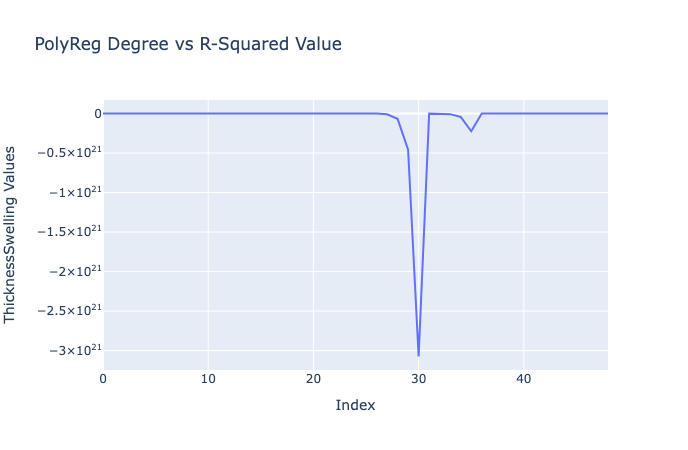 PolyReg Degree vs R-Squared Value
0
−0.5×10²¹
−1×10²¹
−1.5×10²¹
−2×10²¹
−2.5×10²¹
−3×10²¹
ThicknessSwelling Values
0 10 20 30 40
Index